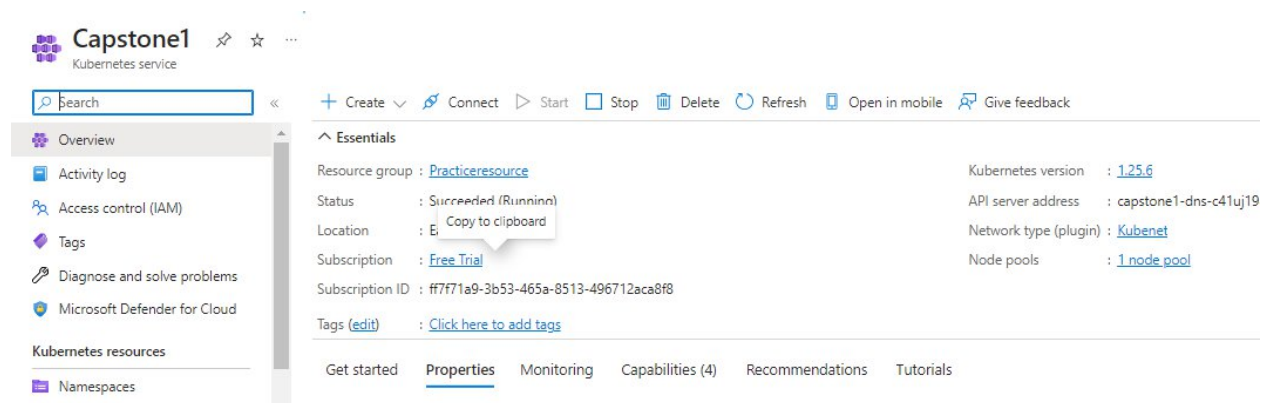 Capstone1
Kubernetes service
Search
Overview
Activity log
Access control (IAM)
Tags
Diagnose and solve problems
Microsoft Defender for Cloud
Kubernetes resources
Namespaces
Create Connect Start Stop Delete Refresh Open in mobile Give feedback
Essentials
Resource group : Practiceresource
Status : Succeeded (Running)
Location :
Copy to clipboard
Subscription : Free Trial
Subscription ID : ff7f71a9-3b53-465a-8513-496712aca8f8
Tags (edit) : Click here to add tags
Kubernetes version : 1.25.6
API server address : capstone1-dns-c41uj19
Network type (plugin) : Kubenet
Node pools : 1 node pool
Get started Properties Monitoring Capabilities (4) Recommendations Tutorials